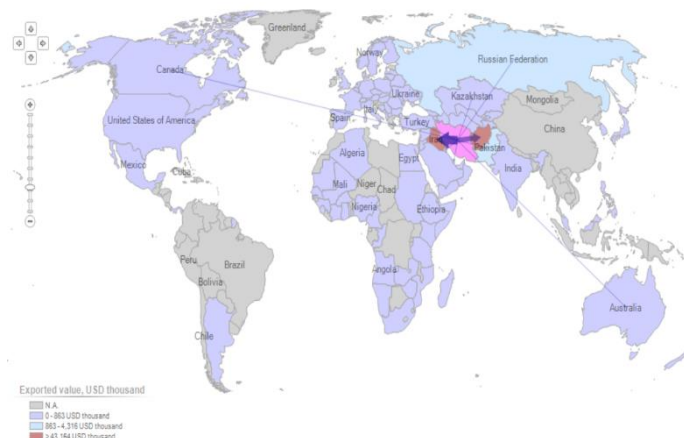 Greenland
Norway
Russian Federation
Canada
Ukraine
Kazakhstan
Mongolia
United States of America
Spain
Turkey
China
Algeria
Egypt
India
Mexico
Cuba
Mali
Niger
Chad
Nigeria
Ethiopia
Peru
Brazil
Angola
Bolivia
Australia
Chile
Exported value, USD thousand
N.A.
0 - 863 USD thousand
863 - 4,316 USD thousand